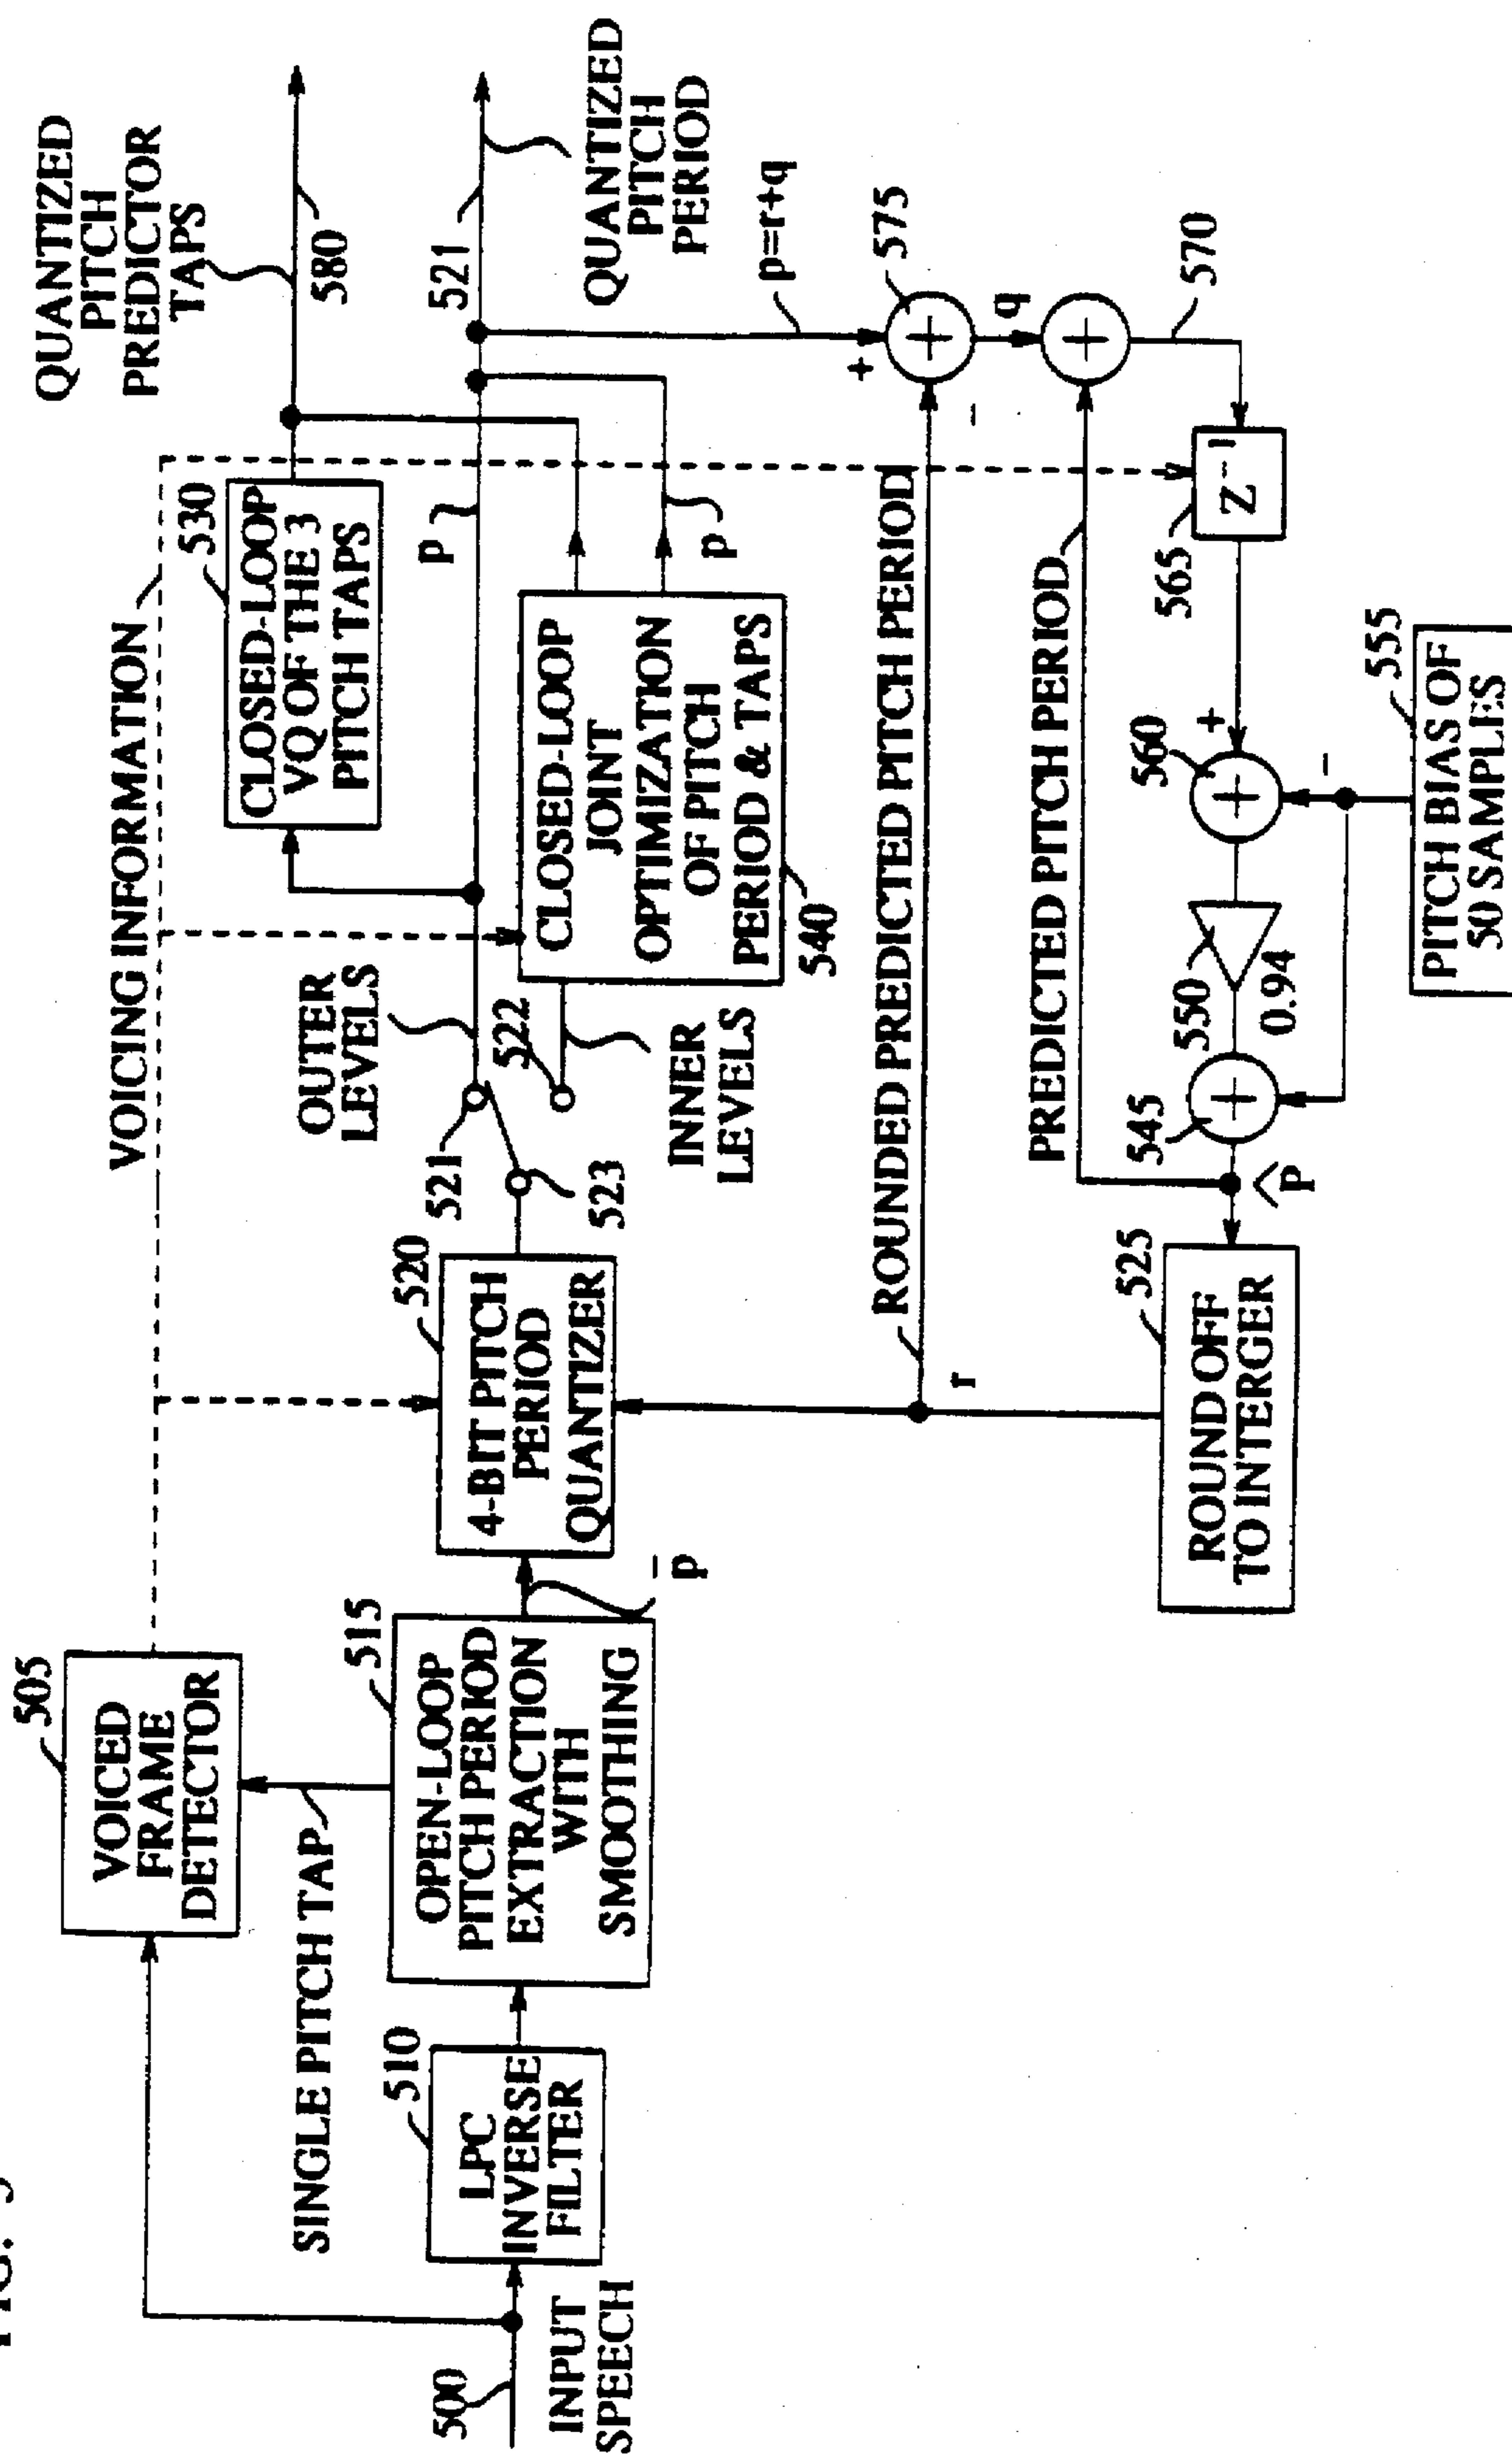 505
VOICED
FRAME
DETECTOR
VOICING INFORMATION
SINGLE PITCH TAP
500
INPUT
SPEECH
510
LPC
INVERSE
FILTER
515
OPEN-LOOP
PITCH PERIOD
EXTRACTION
WITH
SMOOTHING
p̄
520
4-BIT PITCH
PERIOD
QUANTIZER
521
523
522
OUTER
LEVELS
INNER
LEVELS
530
CLOSED-LOOP
VQ OF THE 3
PITCH TAPS
p
CLOSED-LOOP
JOINT
OPTIMIZATION
OF PITCH
PERIOD & TAPS
540
p
QUANTIZED
PITCH
PREDICTOR
TAPS
580
521
QUANTIZED
PITCH
PERIOD
p=r+q
+
575
+
-
q
+
570
ROUNDED PREDICTED PITCH PERIOD
r
PREDICTED PITCH PERIOD
525
ROUND OFF
TO INTERGER
P̂
545
+
550
0.94
560
+
+
-
565
Z⁻¹
555
PITCH BIAS OF
50 SAMPLES